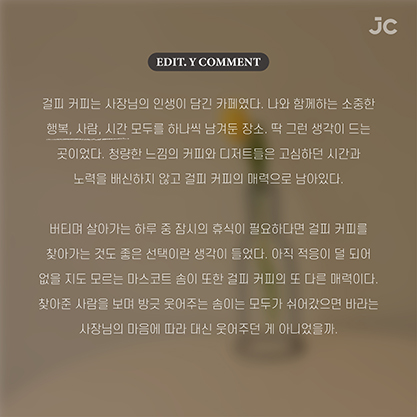 JC
EDIT. Y COMMENT
걸피 커피는 사장님의 인생이 담긴 카페였다. 나와 함께하는 소중한
행복, 사람, 시간 모두를 하나씩 남겨둔 장소. 딱 그런 생각이 드는
곳이었다. 청량한 느낌의 커피와 디저트들은 고심하던 시간과
노력을 배신하지 않고 걸피 커피의 매력으로 남아있다.
버티며 살아가는 하루 중 잠시의 휴식이 필요하다면 걸피 커피를
찾아가는 것도 좋은 선택이란 생각이 들었다. 아직 적응이 덜 되어
없을 지도 모르는 마스코트 솜이 또한 걸피 커피의 또 다른 매력이다.
찾아준 사람을 보며 방긋 웃어주는 솜이는 모두가 쉬어갔으면 바라는
사장님의 마음에 따라 대신 웃어주던 게 아니었을까.